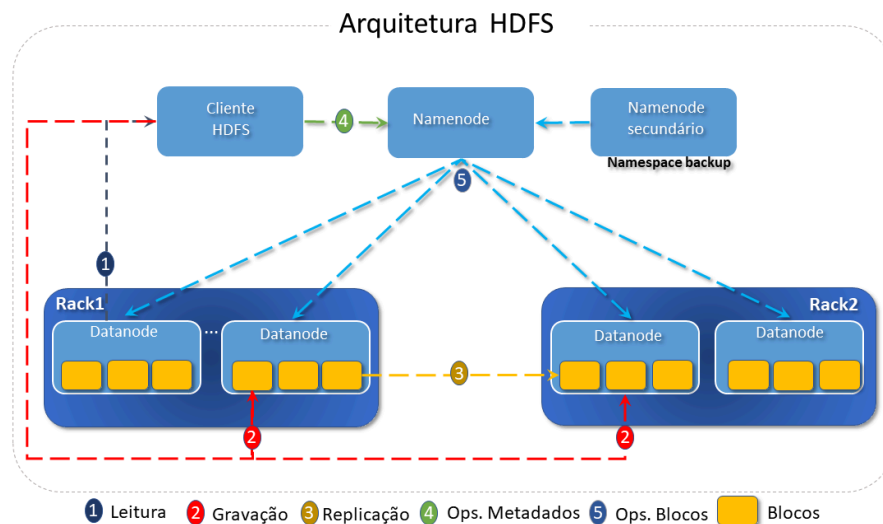 Arquitetura HDFS
Cliente
HDFS
4
Namenode
Namenode
secundário
Namespace backup
5
1
Rack1
Datanode
...
Datanode
Rack2
Datanode
Datanode
3
2
2
1 Leitura 2 Gravação 3 Replicação 4 Ops. Metadados 5 Ops. Blocos Blocos